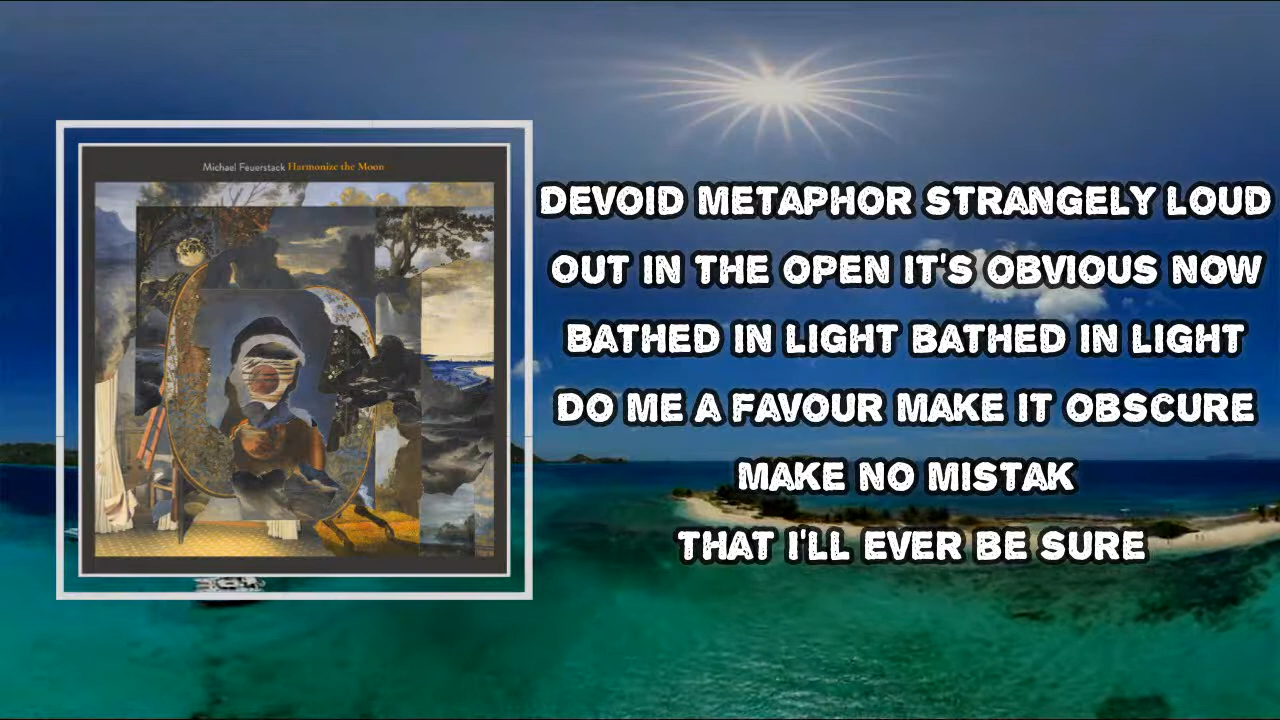 Michael Feuerstack Harmonize the Moon
DEVOID METAPHOR STRANGELY LOUD
OUT IN THE OPEN IT'S OBVIOUS NOW
BATHED IN LIGHT BATHED IN LIGHT
DO ME A FAVOUR MAKE IT OBSCURE
MAKE NO MISTAK
THAT I'LL EVER BE SURE